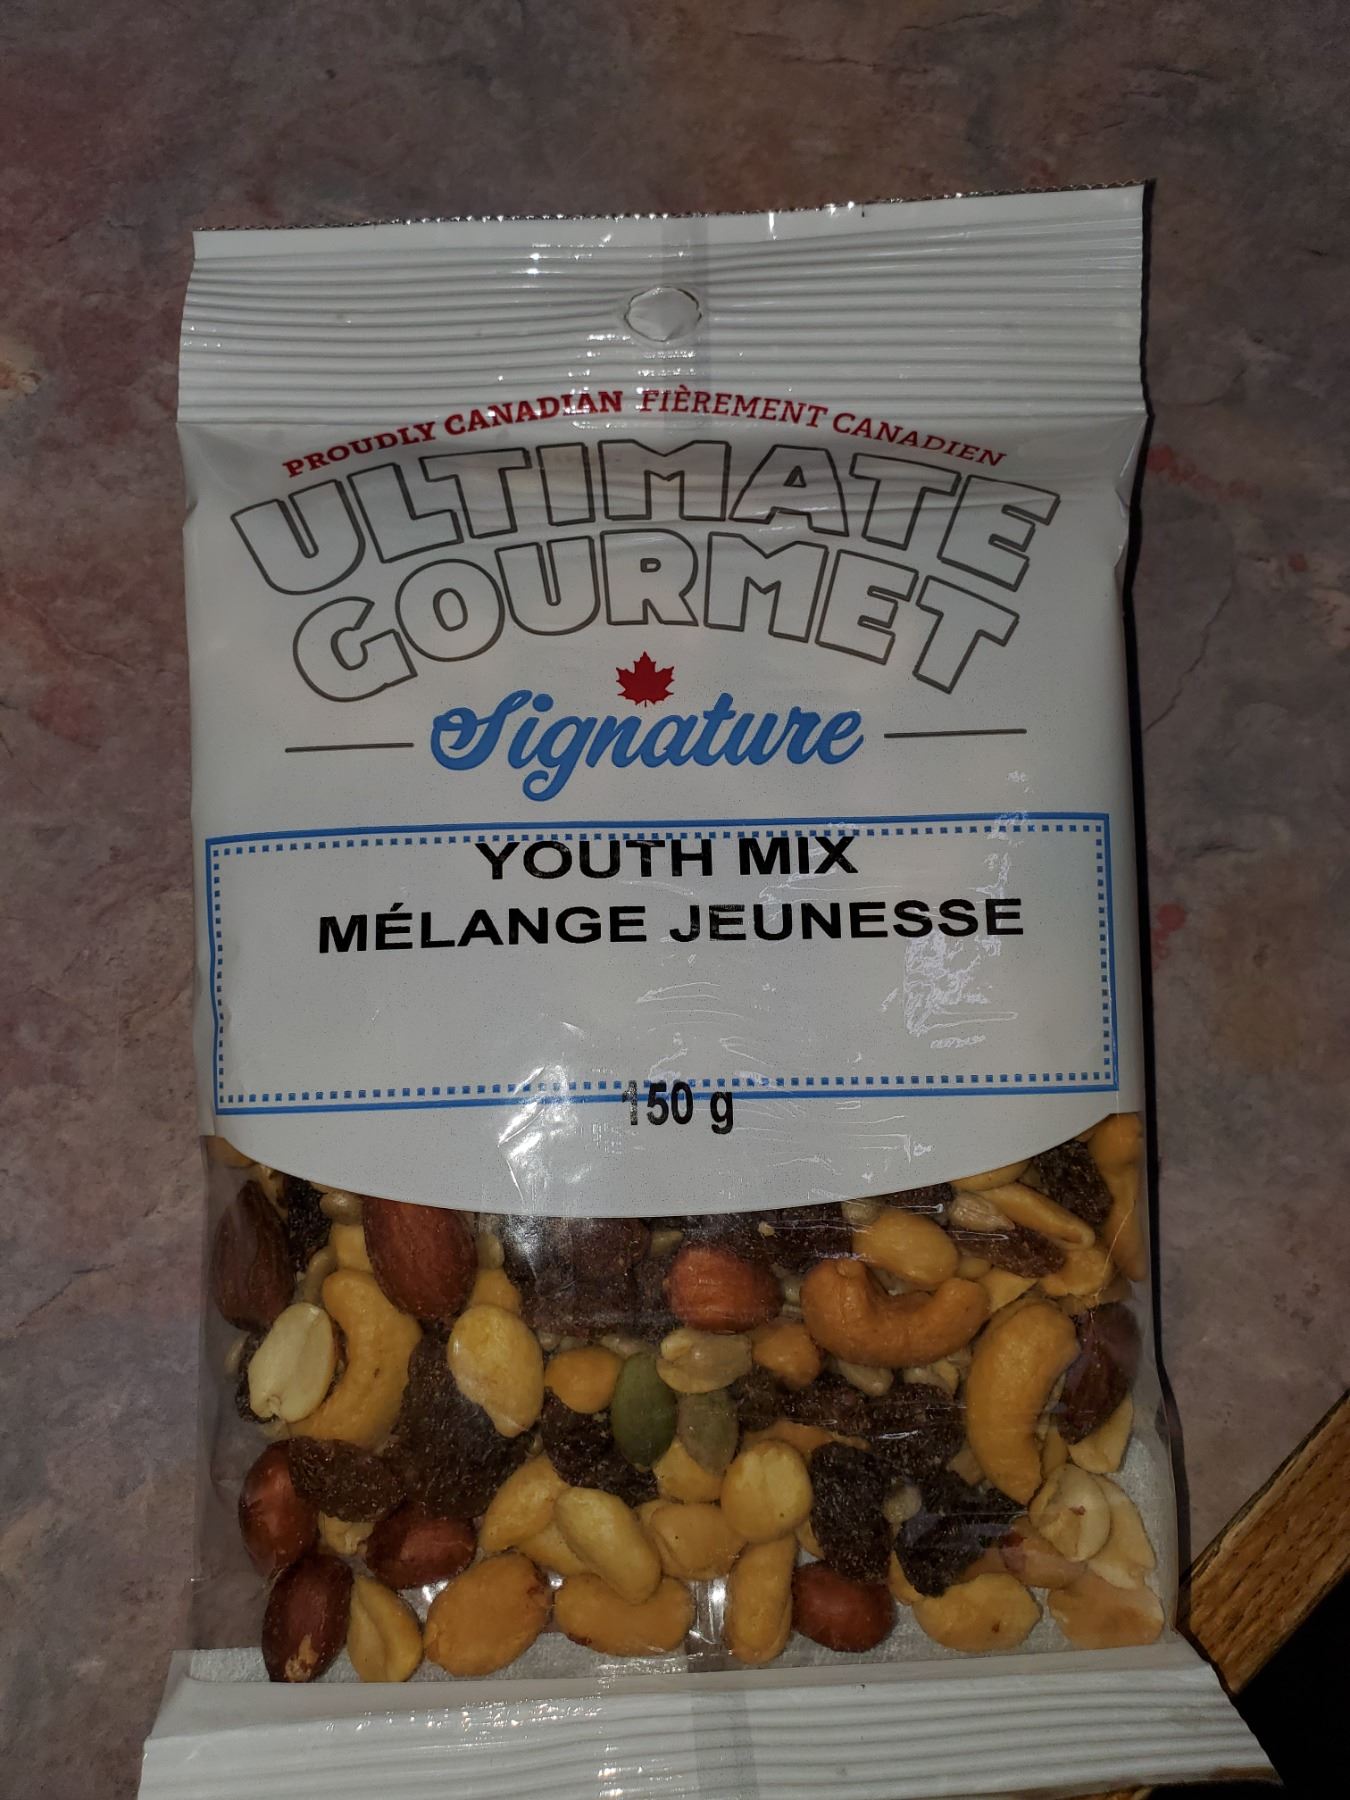 PROUDLY CANADIAN FIÈREMENT CANADIEN
ULTIMATE
GOURMET
Signature
YOUTH MIX
MÉLANGE JEUNESSE
150 g